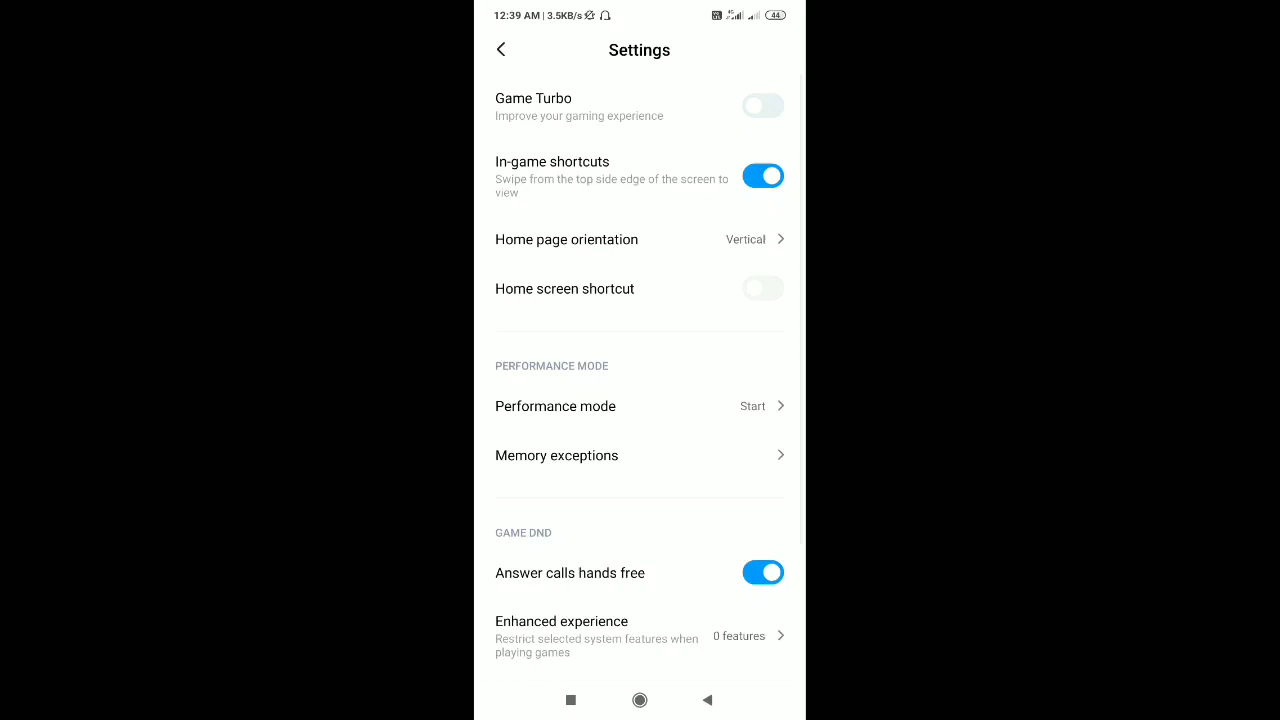 12:39 AM | 3.5KB/s 4G 44
Settings
Game Turbo
Improve your gaming experience
In-game shortcuts
Swipe from the top side edge of the screen to
view
Home page orientation Vertical
Home screen shortcut
PERFORMANCE MODE
Performance mode Start
Memory exceptions
GAME DND
Answer calls hands free
Enhanced experience
Restrict selected system features when
playing games
0 features